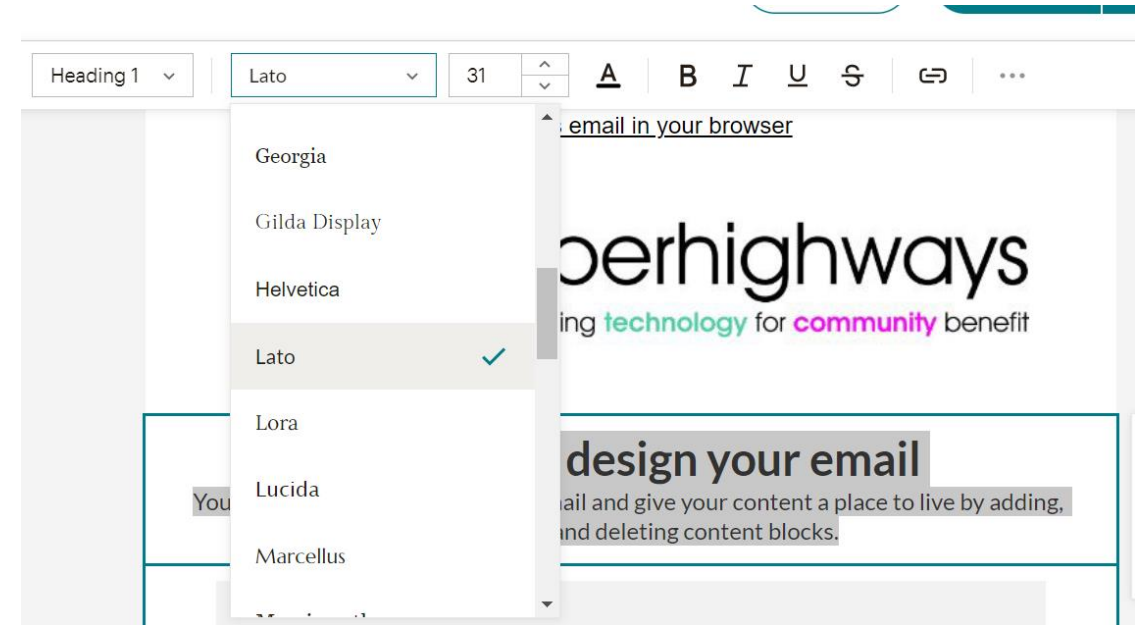 Heading 1 Lato 31 A B I U S
email in your browser
Georgia
Gilda Display
Helvetica
Lato
Lora
Lucida
Marcellus
perhighways
ing technology for community benefit
design your email
You ail and give your content a place to live by adding,
and deleting content blocks.